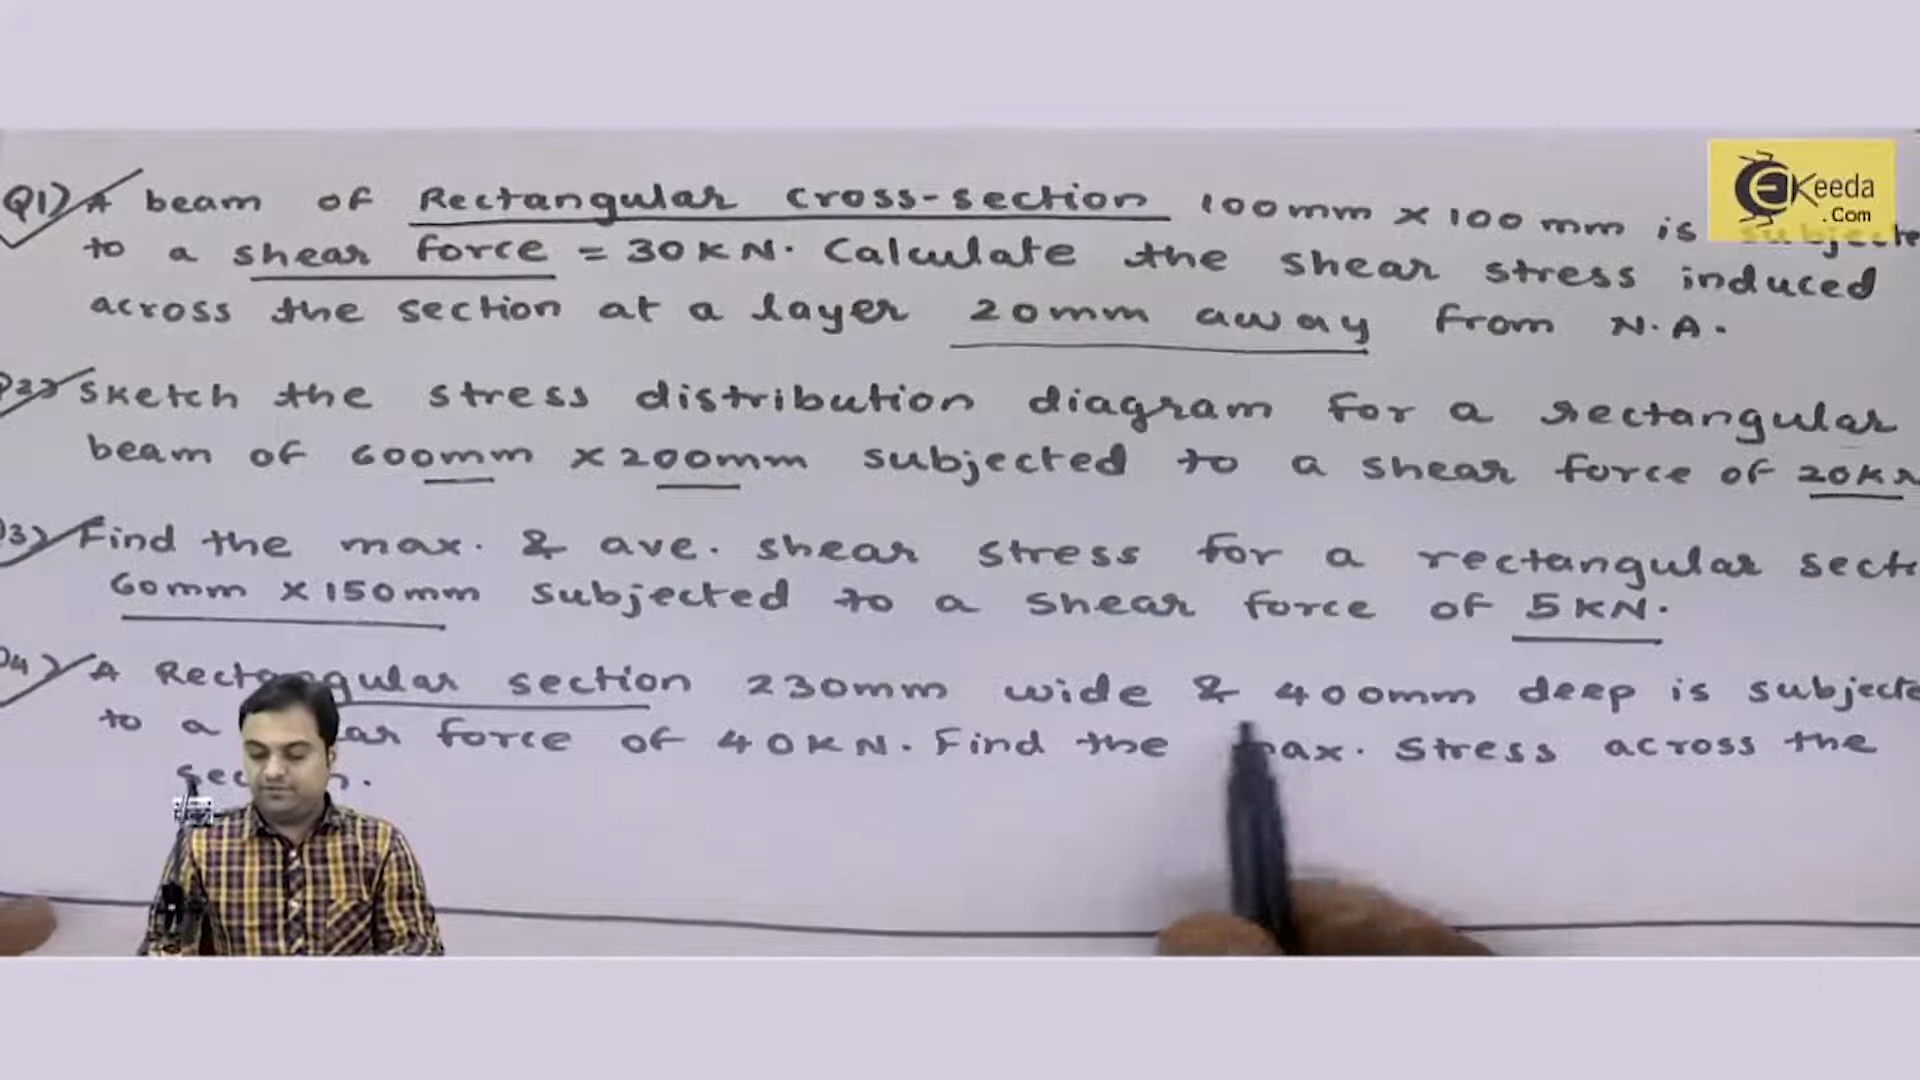 Q1) A beam of Rectangular cross-section 100mm x 100 mm is
to a shear force = 30KN. Calculate the shear stress induced
across the section at a layer 20mm away from N.A.
Sketch the stress distribution diagram for a rectangular
beam of 600mm x 200mm subjected to a shear force of
Find the max. & ave. shear stress for a rectangular
60mm x 150mm subjected to a shear force of 5KN.
A section 230mm wide & 400mm deep is
to a force of 40KN. Find the stress across the
Keeda
.Com